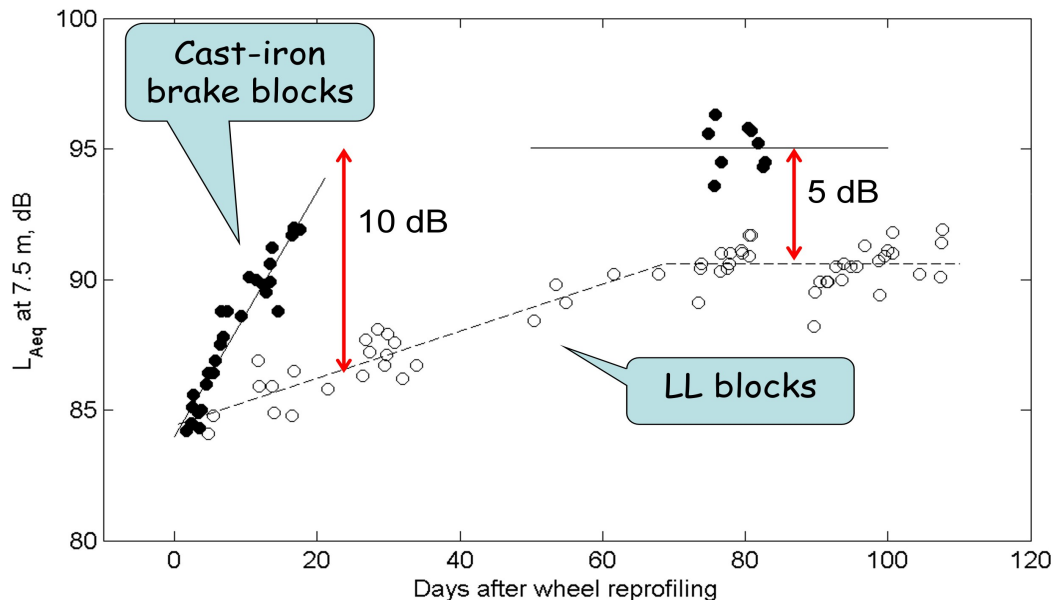 100
95
90
85
80
0
20
40
60
80
100
120
L_Aeq at 7.5 m, dB
Days after wheel reprofiling
Cast-iron
brake blocks
10 dB
5 dB
LL blocks